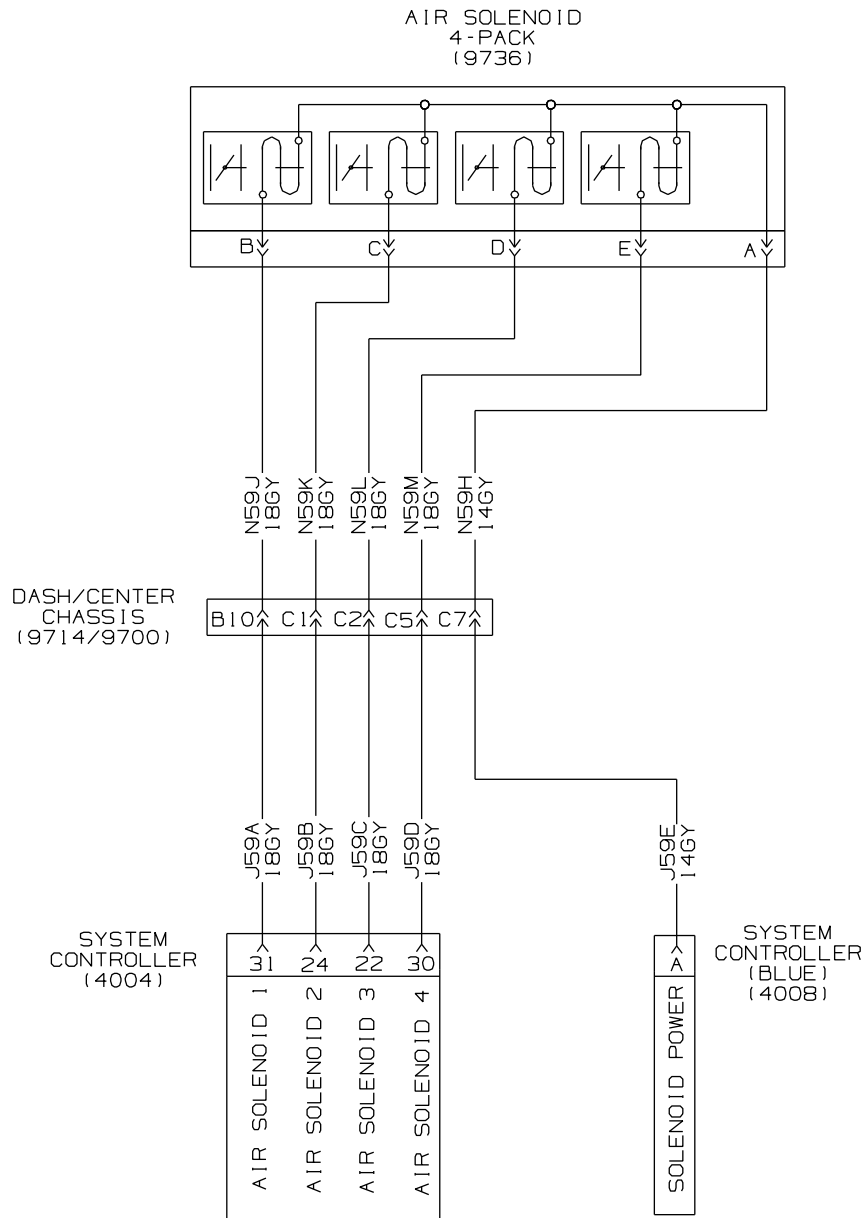 AIR SOLENOID
4-PACK
(9736)
B C D E A
N59J
18GY
N59K
18GY
N59L
18GY
N59M
18GY
N59H
14GY
DASH/CENTER
CHASSIS
(9714/9700)
B10 C1 C2 C5 C7
J59A
18GY
J59B
18GY
J59C
18GY
J59D
18GY
J59E
14GY
SYSTEM
CONTROLLER
(4004)
31 24 22 30
AIR SOLENOID 1
AIR SOLENOID 2
AIR SOLENOID 3
AIR SOLENOID 4
A
SOLENOID POWER
SYSTEM
CONTROLLER
(BLUE)
(4008)